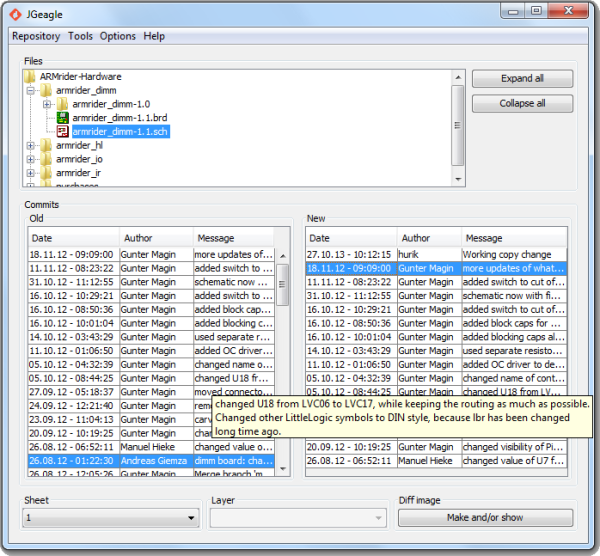 JGeagle
Repository Tools Options Help
Files
ARMrider-Hardware
armrider_dimm
armrider_dimm-1.0
armrider_dimm-1.1.brd
armrider_dimm-1.1.sch
armrider_hl
armrider_jo
armrider_ir
purchases
Expand all
Collapse all
Commits
Old
Date Author Message
18.11.12 - 09:09:00 Gunter Magin more updates of...
11.11.12 - 08:23:22 Gunter Magin added switch to ...
31.10.12 - 11:12:55 Gunter Magin schematic now ...
16.10.12 - 10:29:21 Gunter Magin added switch to ...
16.10.12 - 08:50:36 Gunter Magin added block cap...
16.10.12 - 10:01:04 Gunter Magin added blocking c...
14.10.12 - 03:43:29 Gunter Magin used separate r...
11.10.12 - 01:06:50 Gunter Magin added OC driver...
05.10.12 - 04:32:39 Gunter Magin changed name o...
05.10.12 - 08:44:25 Gunter Magin changed U18 fr...
27.09.12 - 05:18:37 Gunter Magin moved connecto...
24.09.12 - 12:21:40 Gunter Magin
23.09.12 - 11:04:13 Gunter Magin
20.09.12 - 10:19:25 Gunter Magin
26.08.12 - 06:52:11 Manuel Hieke changed value o...
26.08.12 - 01:22:30 Andreas Giemza dimm board: cha...
26.08.12 - 12:05:26 Gunter Magin Merge branch 'm...
New
Date Author Message
27.10.13 - 10:12:15 hurik Working copy change
18.11.12 - 09:09:00 Gunter Magin more updates of what...
11.11.12 - 08:23:22 Gunter Magin added switch to cut of...
31.10.12 - 11:12:55 Gunter Magin schematic with fi...
16.10.12 - 10:29:21 Gunter Magin added switch to cut of...
16.10.12 - 08:50:36 Gunter Magin added block caps for ...
16.10.12 - 10:01:04 Gunter Magin added blocking caps al...
14.10.12 - 03:43:29 Gunter Magin used separate resisto...
11.10.12 - 01:06:50 Gunter Magin added OC driver to de...
05.10.12 - 04:32:39 Gunter Magin changed name of cont...
05.10.12 - 08:44:25 Gunter Magin changed U18 from LV...
changed U18 from LVC06 to LVC17, while keeping the routing as much as possible.
Changed other LittleLogic symbols to DIN style, because lbr has been changed
long time ago.
20.09.12 - 10:19:25 Gunter Magin changed visibility of Pi...
26.08.12 - 06:52:11 Manuel Hieke changed value of U7 f...
Sheet
1
Layer
Diff image
Make and/or show